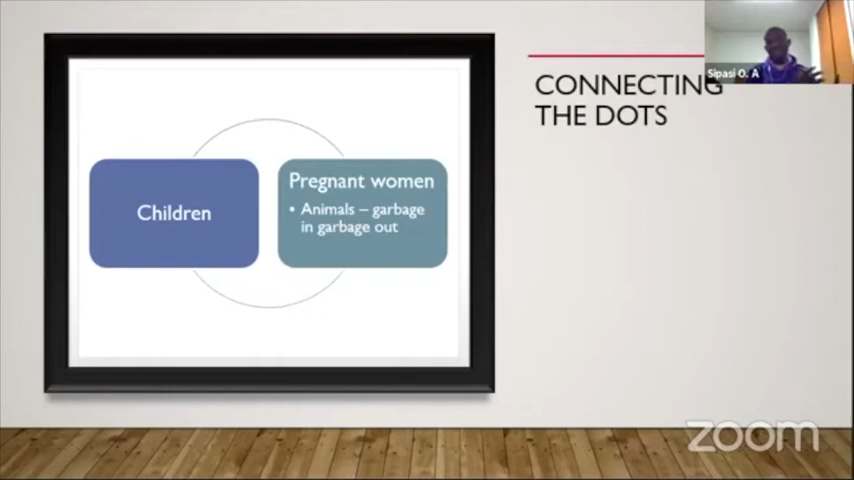 Sipasi O. A
CONNECTING
THE DOTS
Children
Pregnant women
• Animals – garbage
in garbage out
zoom